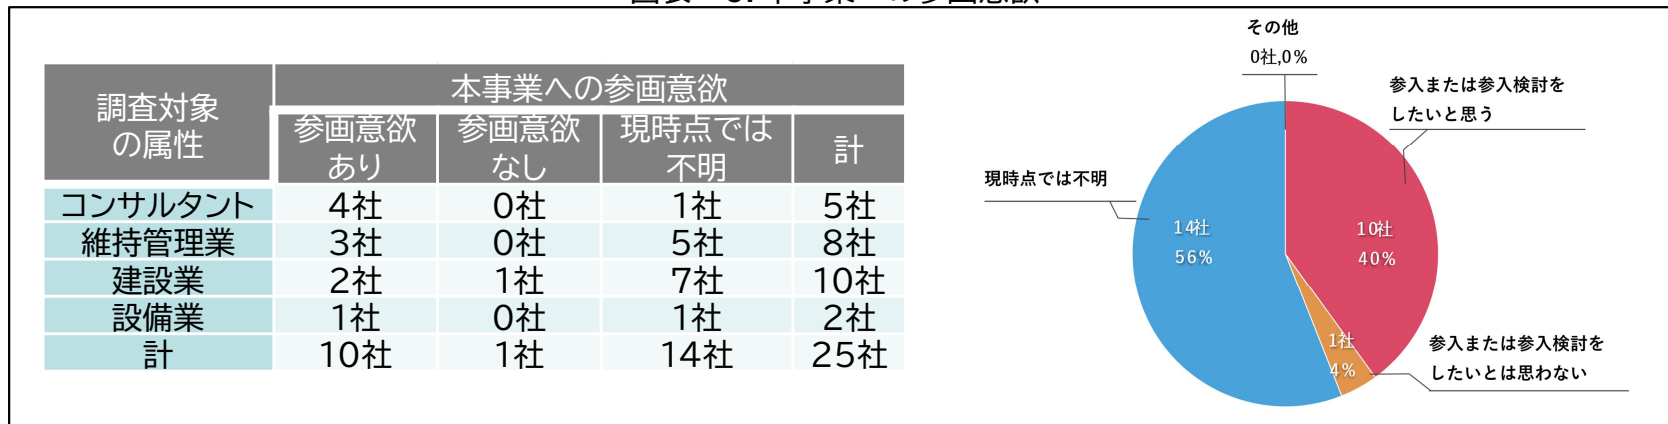 調査対象
の属性
本事業への参画意欲
参画意欲
あり
参画意欲
なし
現時点では
不明
計
コンサルタント 4社 0社 1社 5社
維持管理業 3社 0社 5社 8社
建設業 2社 1社 7社 10社
設備業 1社 0社 1社 2社
計 10社 1社 14社 25社
その他
0社,0%
参入または参入検討を
したいと思う
現時点では不明
14社
56%
10社
40%
1社
4%
参入または参入検討を
したいとは思わない